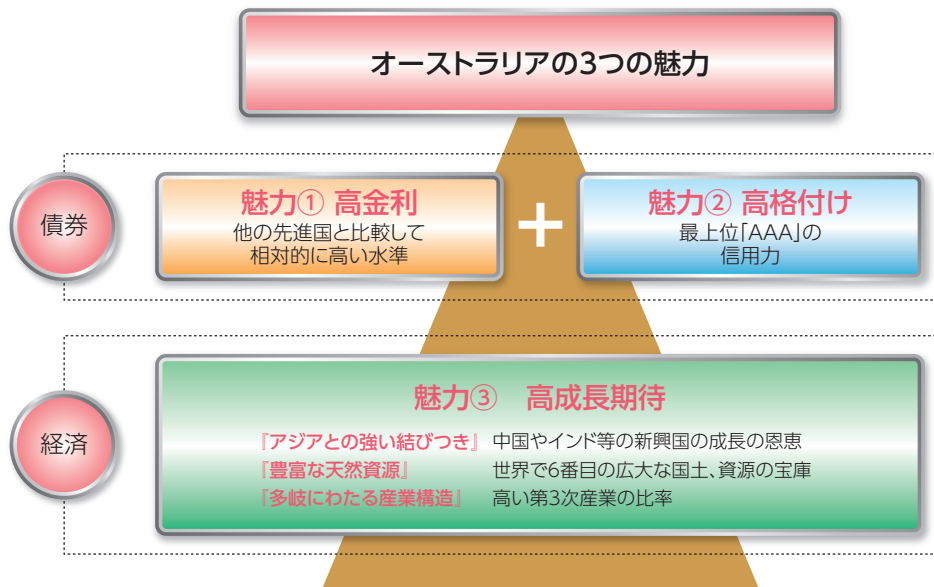 オーストラリアの3つの魅力
債券
魅力① 高金利
他の先進国と比較して
相対的に高い水準
+
魅力② 高格付け
最上位「AAA」の
信用力
経済
魅力③　高成長期待
『アジアとの強い結びつき』 中国やインド等の新興国の成長の恩恵
『豊富な天然資源』 世界で6番目の広大な国土、資源の宝庫
『多岐にわたる産業構造』 高い第3次産業の比率